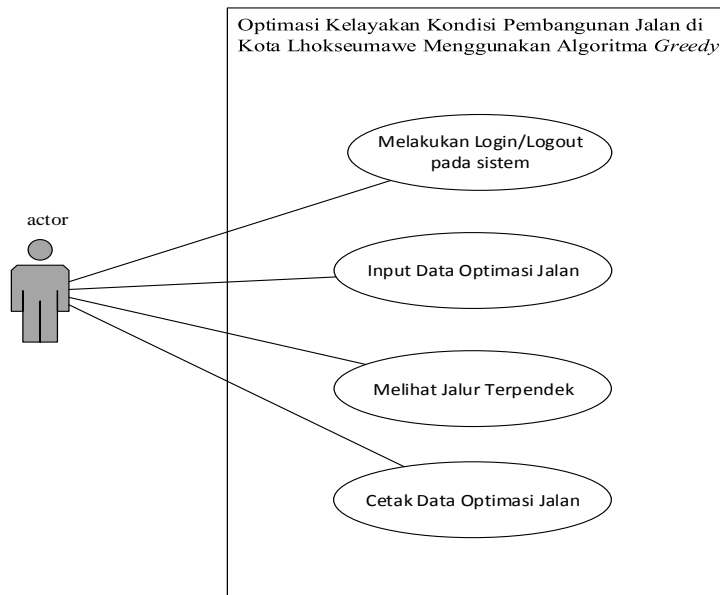 Optimasi Kelayakan Kondisi Pembangunan Jalan di
Kota Lhokseumawe Menggunakan Algoritma Greedy
Melakukan Login/Logout
pada sistem
actor
Input Data Optimasi Jalan
Melihat Jalur Terpendek
Cetak Data Optimasi Jalan